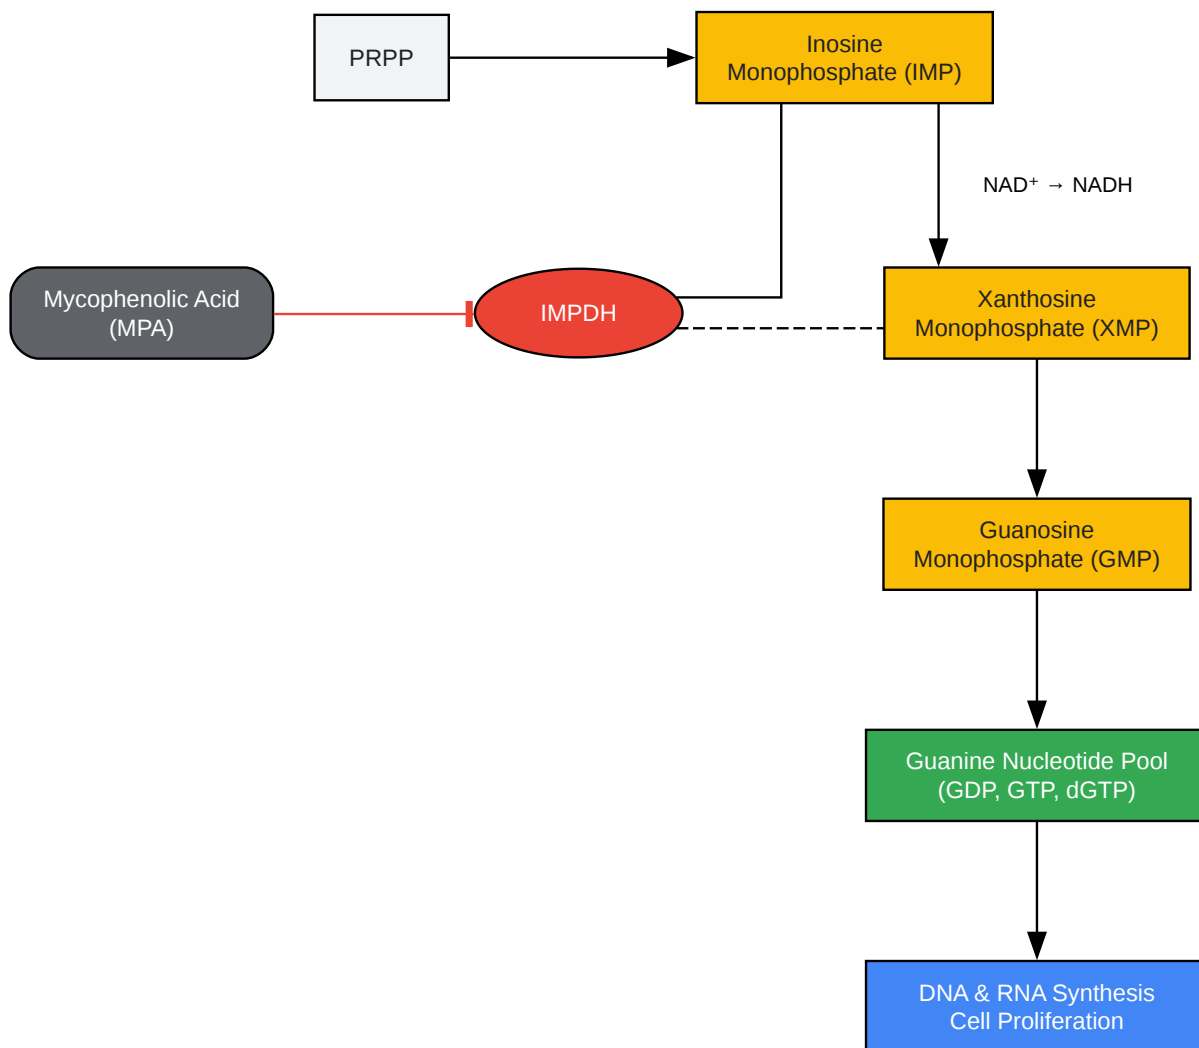 PRPP
Inosine
Monophosphate (IMP)
NAD⁺ → NADH
Mycophenolic Acid
(MPA)
IMPDH
Xanthosine
Monophosphate (XMP)
Guanosine
Monophosphate (GMP)
Guanine Nucleotide Pool
(GDP, GTP, dGTP)
DNA & RNA Synthesis
Cell Proliferation